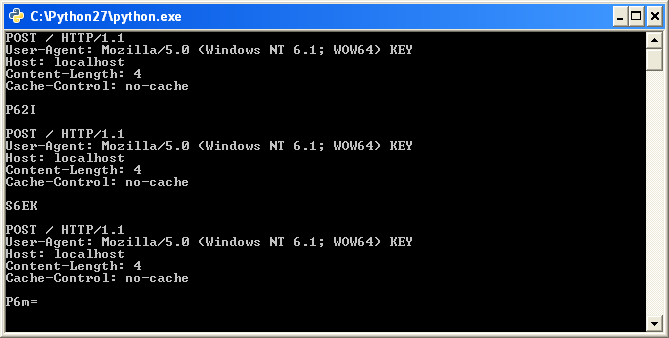 C:\Python27\python.exe
POST / HTTP/1.1
User-Agent: Mozilla/5.0 (Windows NT 6.1; WOW64) KEY
Host: localhost
Content-Length: 4
Cache-Control: no-cache
P62I
POST / HTTP/1.1
User-Agent: Mozilla/5.0 (Windows NT 6.1; WOW64) KEY
Host: localhost
Content-Length: 4
Cache-Control: no-cache
S6EK
POST / HTTP/1.1
User-Agent: Mozilla/5.0 (Windows NT 6.1; WOW64) KEY
Host: localhost
Content-Length: 4
Cache-Control: no-cache
P6m=